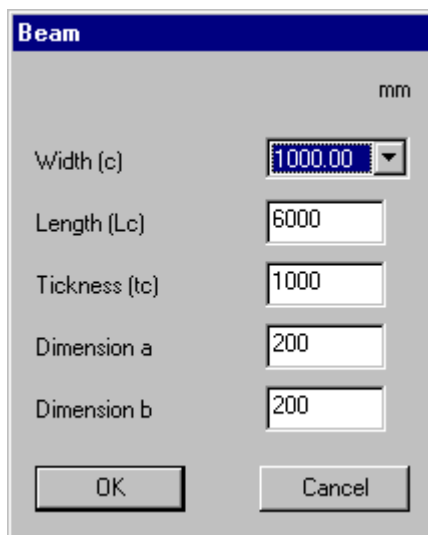 Beam
mm
Width (c) 1000.00
Length (Lc) 6000
Tickness (tc) 1000
Dimension a 200
Dimension b 200
OK Cancel